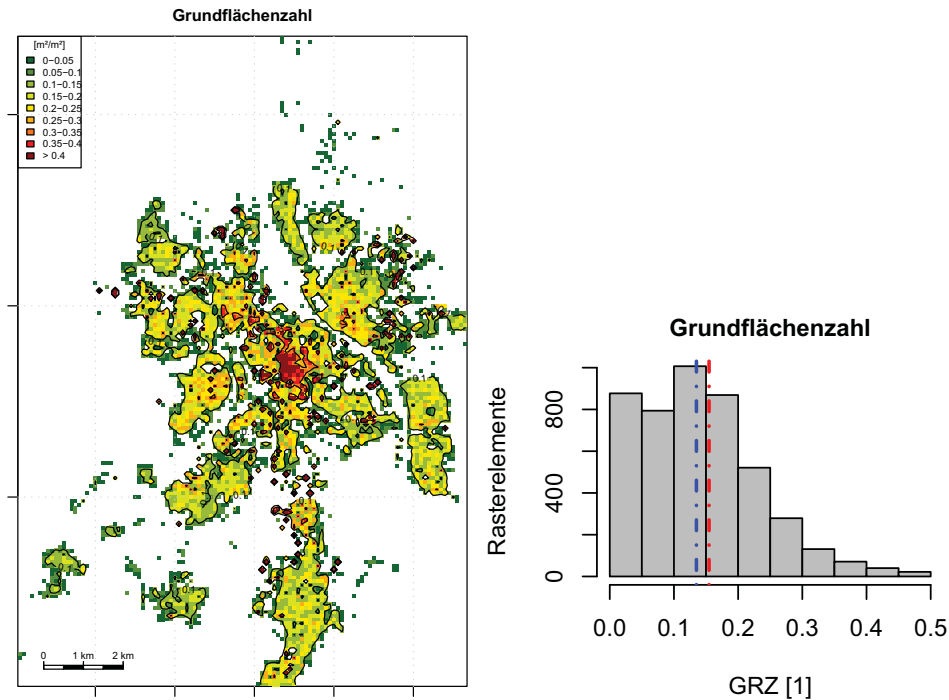 Grundflächenzahl
[m²/m²]
0−0.05
0.05−0.1
0.1−0.15
0.15−0.2
0.2−0.25
0.25−0.3
0.3−0.35
0.35−0.4
> 0.4
0 1 km 2 km
Grundflächenzahl
Rasterelemente
0 400 800
0.0 0.1 0.2 0.3 0.4 0.5
GRZ [1]